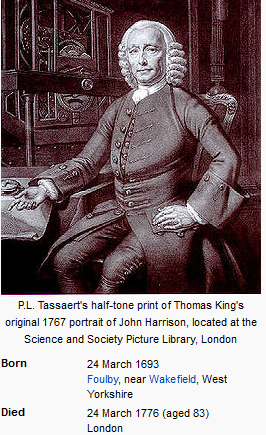 P.L. Tassaert's half-tone print of Thomas King's
original 1767 portrait of John Harrison, located at the
Science and Society Picture Library, London
Born 24 March 1693
Foulby, near Wakefield, West
Yorkshire
Died 24 March 1776 (aged 83)
London